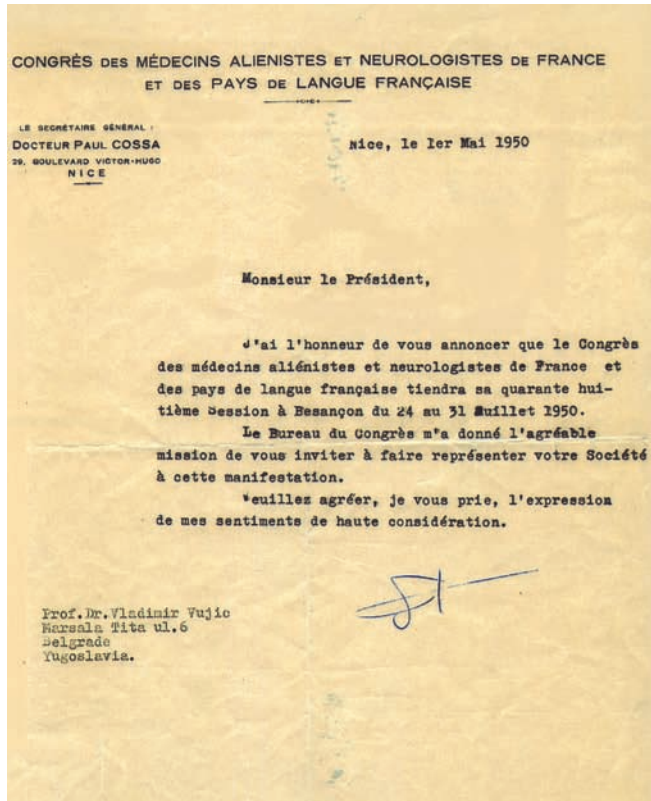 CONGRÈS DES MÉDECINS ALIENISTES ET NEUROLOGISTES DE FRANCE
ET DES PAYS DE LANGUE FRANÇAISE
LE SECRÉTAIRE GÉNÉRAL :
DOCTEUR PAUL COSSA
29, BOULEVARD VICTOR-HUGO
NICE
Nice, le 1er Mai 1950
Monsieur le Président,
J'ai l'honneur de vous annoncer que le Congrès
des médecins aliénistes et neurologistes de France et
des pays de langue française tiendra sa quarante hui-
tième Session à Besançon du 24 au 31 Juillet 1950.
Le Bureau du Congrès m'a donné l'agréable
mission de vous inviter à faire représenter votre Société
à cette manifestation.
Veuillez agréer, je vous prie, l'expression
de mes sentiments de haute considération.
Prof.Dr.Vladimir Vujic
Marsala Tita ul.6
Belgrade
Yugoslavia.